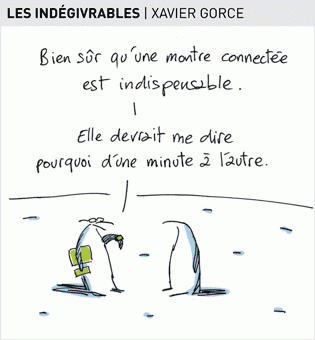 LES INDÉGIVRABLES | XAVIER GORCE
Bien sûr qu'une montre connectée
est indispensable.
Elle devrait me dire
pourquoi d'une minute à l'autre.